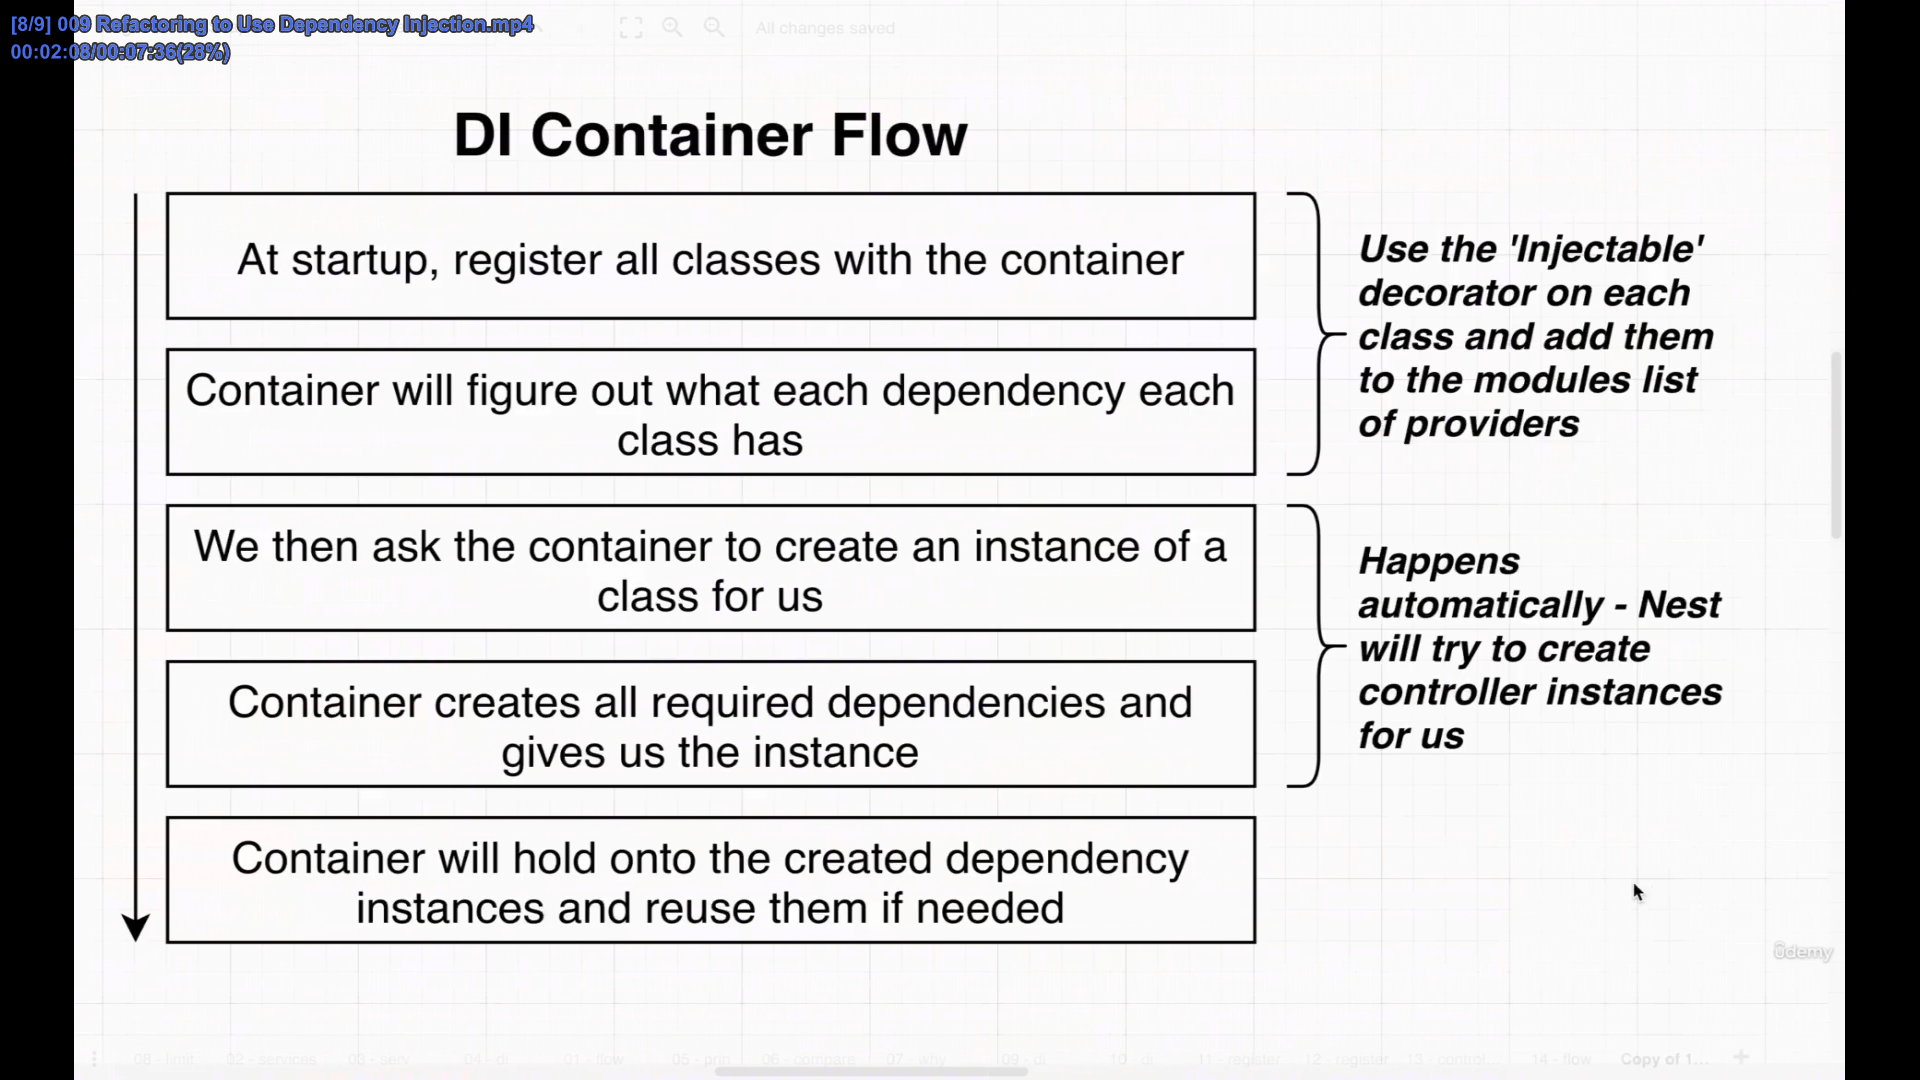 [8/9] 009 Refactoring to Use Dependency Injection.mp4
00:02:08/00:07:36(28%)
All changes saved
DI Container Flow
At startup, register all classes with the container
Container will figure out what each dependency each
class has
We then ask the container to create an instance of a
class for us
Container creates all required dependencies and
gives us the instance
Container will hold onto the created dependency
instances and reuse them if needed
Use the 'Injectable'
decorator on each
class and add them
to the modules list
of providers
Happens
automatically - Nest
will try to create
controller instances
for us
ûdemy
08 - limit
02 - services
03 - serv
04 - di
01 - flow
05 - prin
06 - compare
07 - why
09 - di
10 - di
11 - register
12 - register
13 - control
14 - flow
Copy of 1...